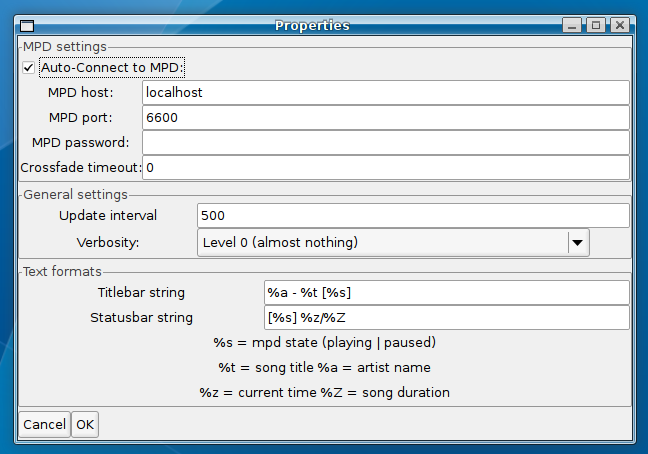 Properties
MPD settings
Auto-Connect to MPD:
MPD host: localhost
MPD port: 6600
MPD password:
Crossfade timeout: 0
General settings
Update interval 500
Verbosity: Level 0 (almost nothing)
Text formats
Titlebar string %a - %t [%s]
Statusbar string [%s] %z/%Z
%s = mpd state (playing | paused)
%t = song title %a = artist name
%z = current time %Z = song duration
Cancel OK